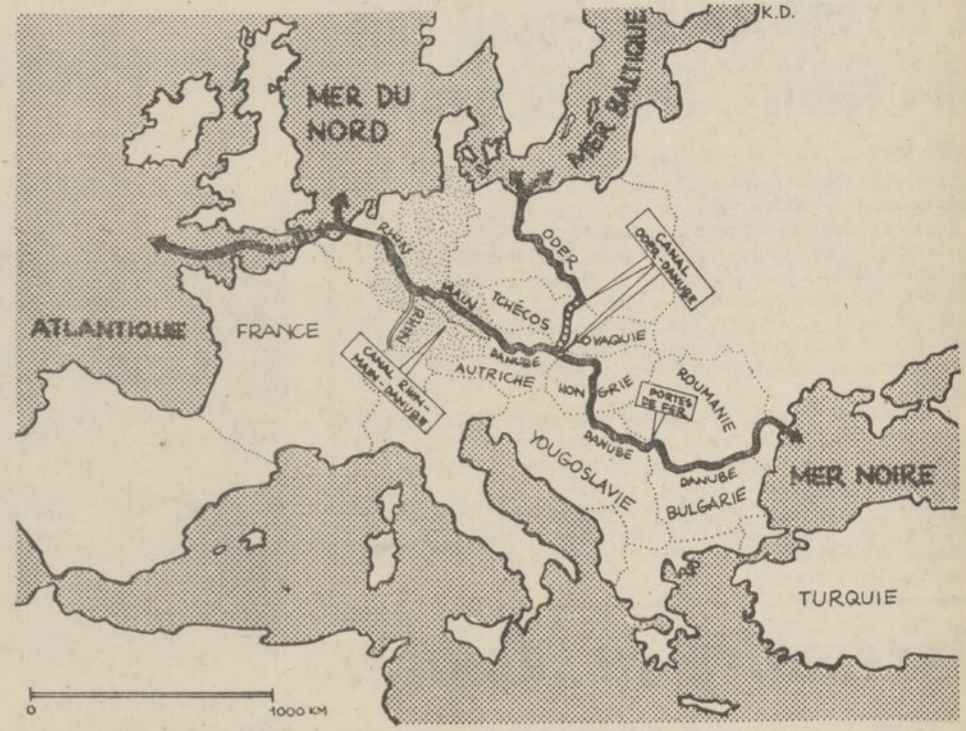 K.D.
MER DU
NORD
MER BALTIQUE
RHIN
ODER
CANAL
ODER-DANUBE
MAIN
TCHÉCOS
LOVAQUIE
RHIN
ATLANTIQUE
FRANCE
CANAL RHIN-
MAIN-DANUBE
DANUBE
AUTRICHE
HONGRIE
PORTES
DE FER
ROUMANIE
YOUGOSLAVIE
DANUBE
DANUBE
BULGARIE
MER NOIRE
TURQUIE
0 1000 KM